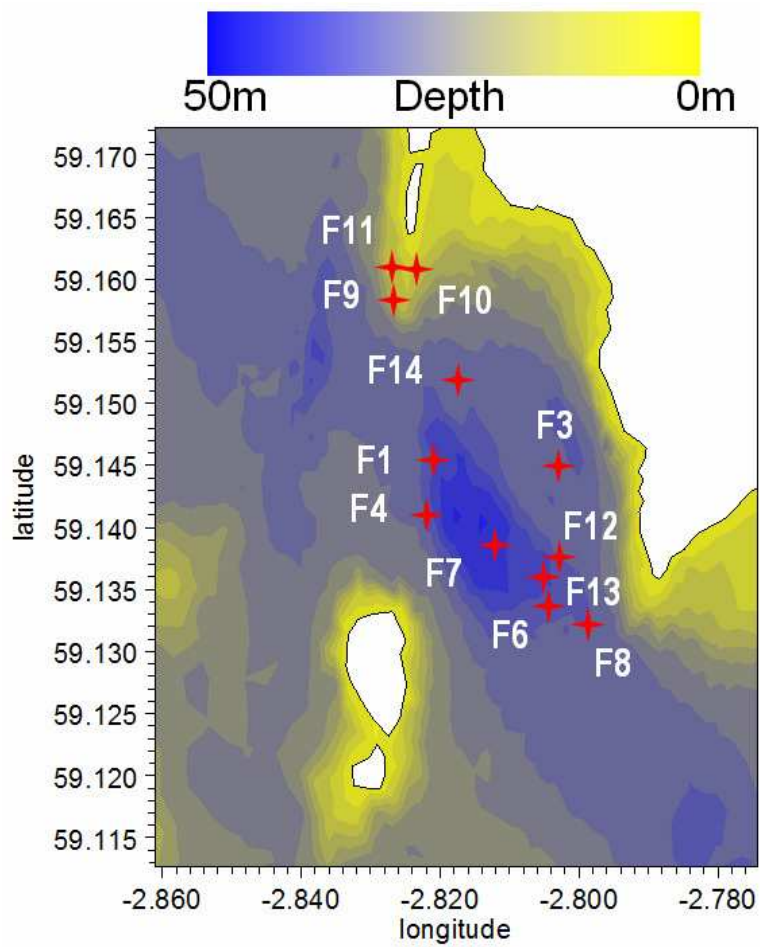 50m Depth 0m
59.170
59.165
F11
59.160
F9 F10
59.155
F14
59.150
F3
F1
59.145
F4
F12
59.140
F7
F13
59.135
F6
F8
59.130
59.125
59.120
59.115
latitude
-2.860 -2.840 -2.820 -2.800 -2.780
longitude